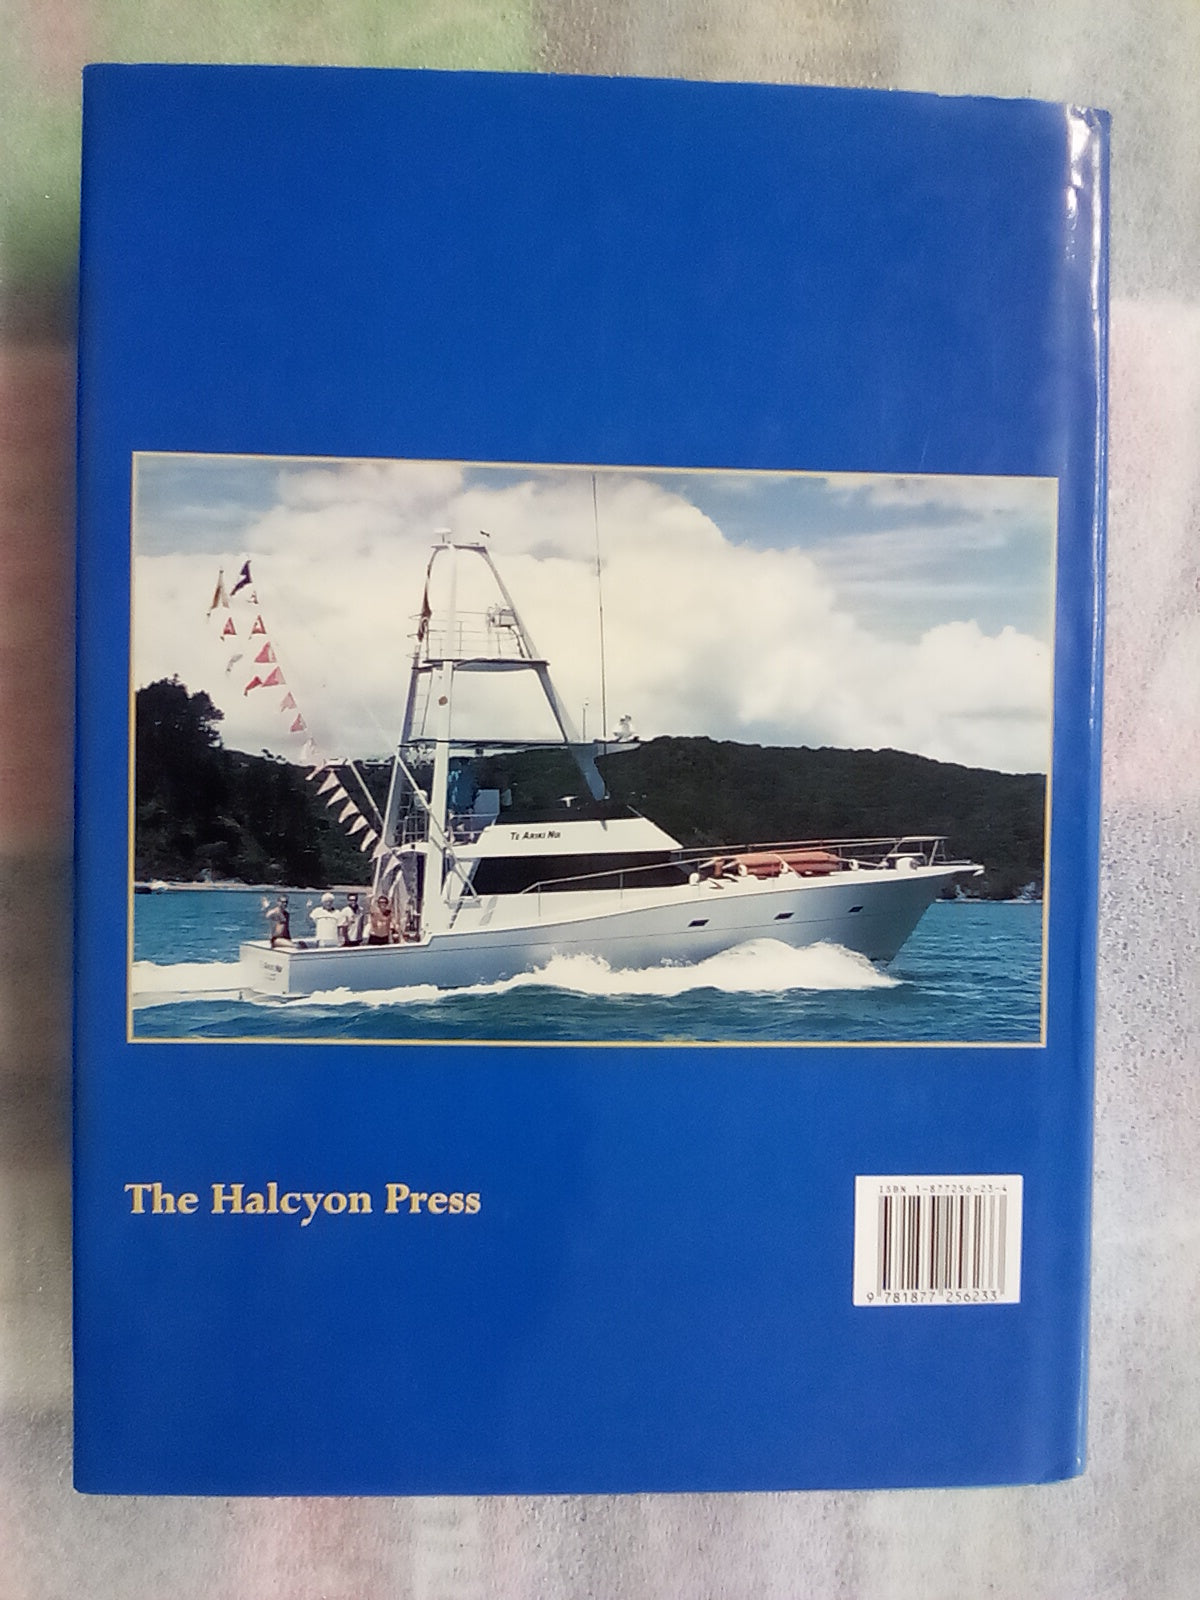 Te Ariki Nui
The Halcyon Press
ISBN 1-877256-23-4
9 781877 256233